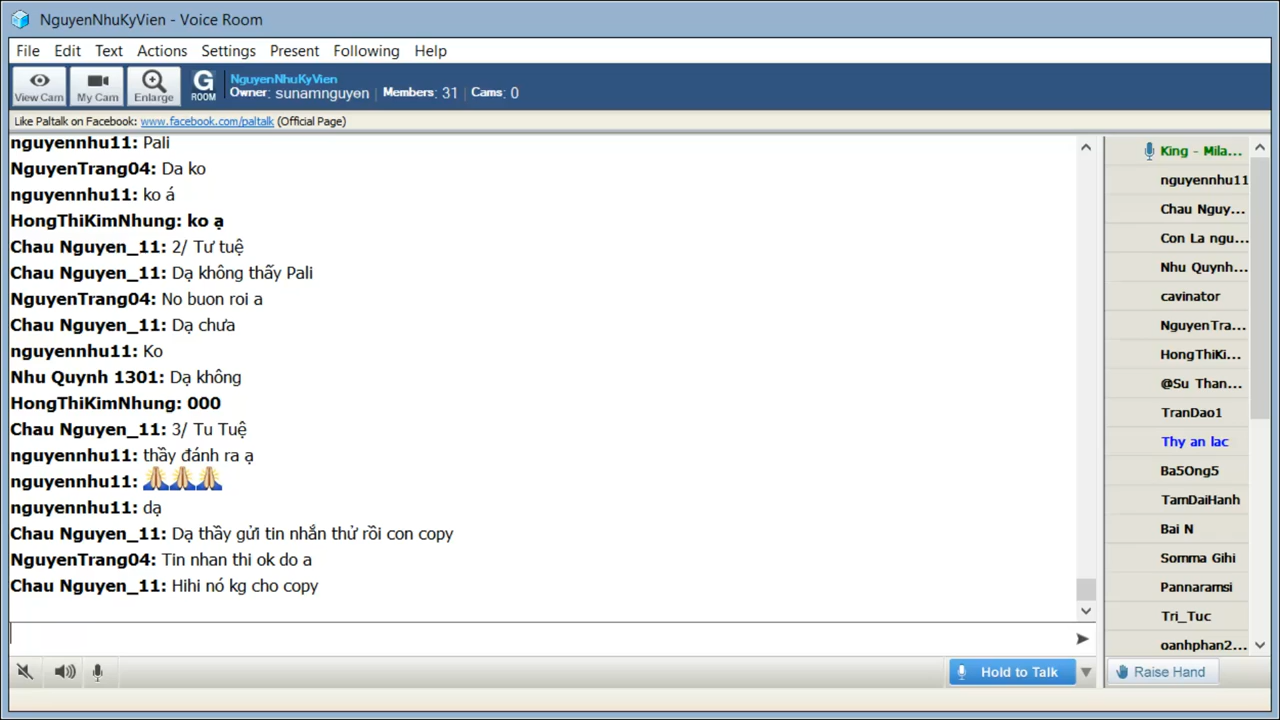 NguyenNhuKyVien - Voice Room
File Edit Text Actions Settings Present Following Help
View Cam
My Cam
Enlarge
G ROOM
NguyenNhuKyVien
Owner: sunamnguyen | Members: 31 | Cams: 0
Like Paltalk on Facebook: www.facebook.com/paltalk (Official Page)
nguyennhu11: Pali
NguyenTrang04: Da ko
nguyennhu11: ko á
HongThiKimNhung: ko ạ
Chau Nguyen_11: 2/ Tư tuệ
Chau Nguyen_11: Dạ không thấy Pali
NguyenTrang04: No buon roi a
Chau Nguyen_11: Dạ chưa
nguyennhu11: Ko
Nhu Quynh 1301: Dạ không
HongThiKimNhung: 000
Chau Nguyen_11: 3/ Tu Tuệ
nguyennhu11: thầy đánh ra ạ
nguyennhu11: 🙏🙏🙏
nguyennhu11: dạ
Chau Nguyen_11: Dạ thầy gửi tin nhắn thử rồi con copy
NguyenTrang04: Tin nhan thi ok do a
Chau Nguyen_11: Hihi nó kg cho copy
King - Mila...
nguyennhu11
Chau Nguy...
Con La ngu...
Nhu Quynh...
cavinator
NguyenTra...
HongThiKi...
@Su Than...
TranDao1
Thy an lac
Ba5Ong5
TamDaiHanh
Bai N
Somma Gihi
Pannaramsi
Tri_Tuc
oanhphan2...
Hold to Talk
Raise Hand